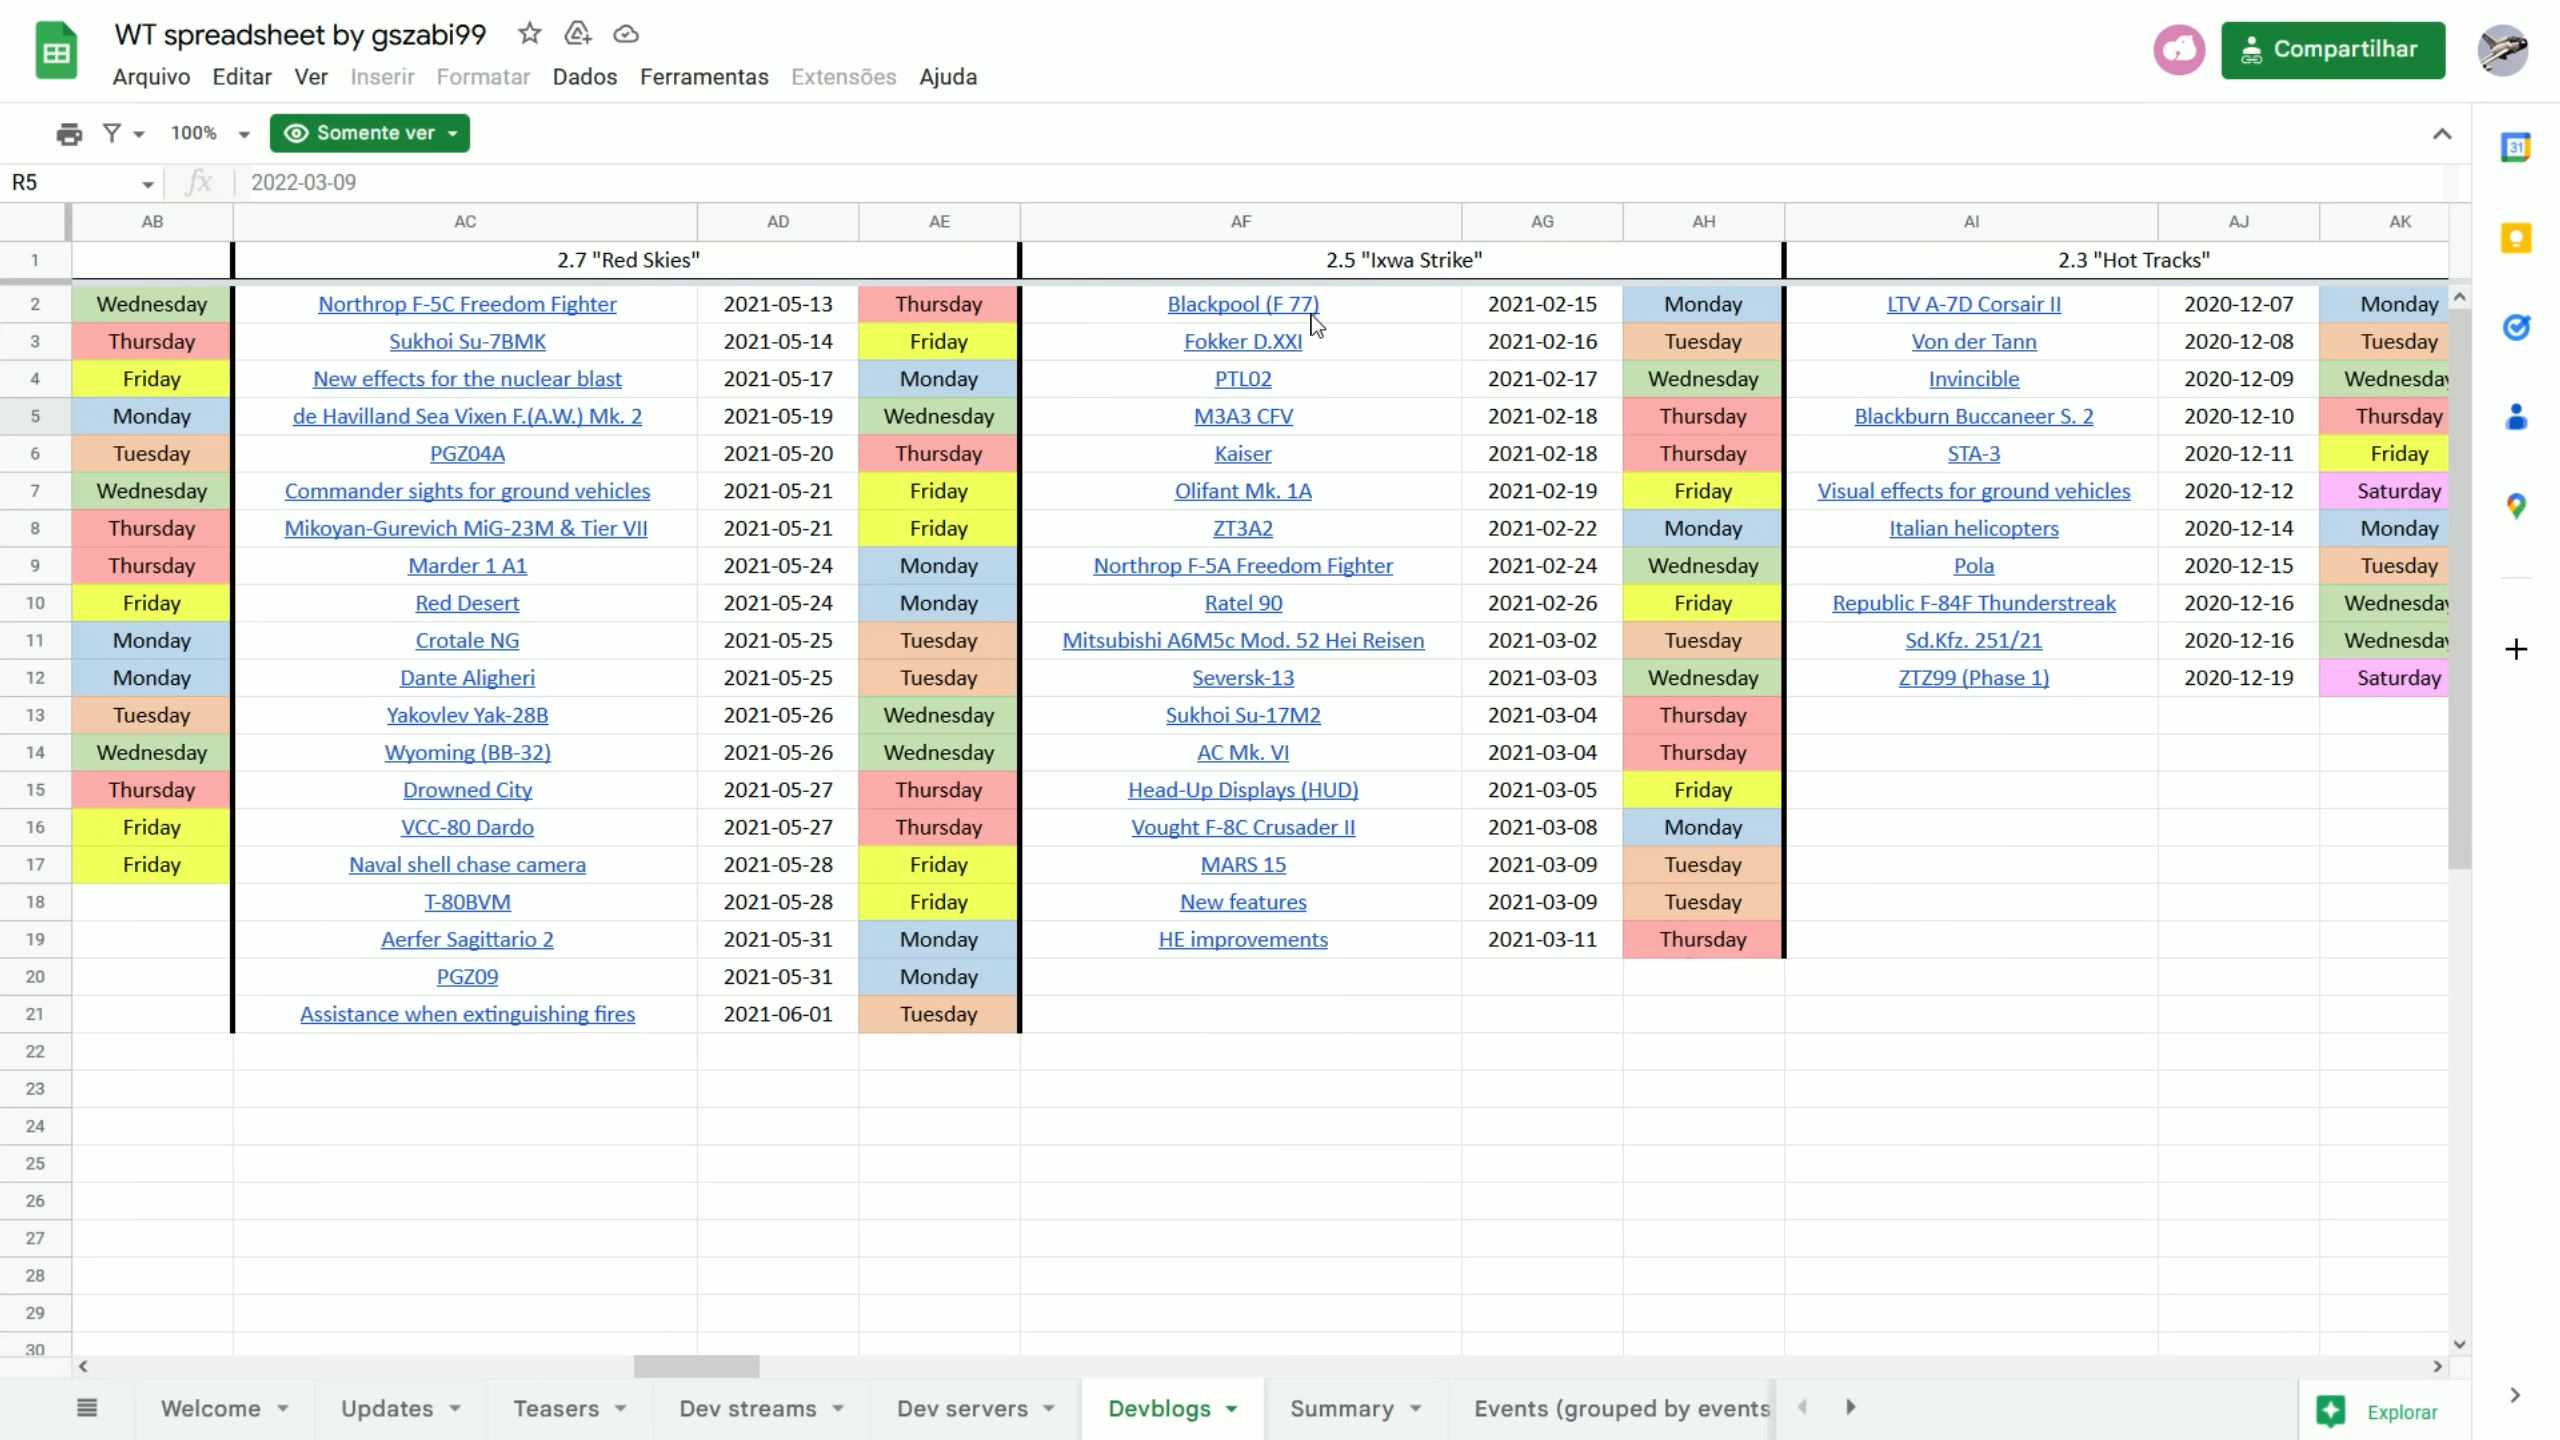 WT spreadsheet by gszabi99
Arquivo Editar Ver Inserir Formatar Dados Ferramentas Extensões Ajuda
Compartilhar
100% Somente ver
31
R5 fx 2022-03-09
AB AC AD AE AF AG AH AI AJ AK
1 2.7 "Red Skies" 2.5 "Ixwa Strike" 2.3 "Hot Tracks"
2 Wednesday Northrop F-5C Freedom Fighter 2021-05-13 Thursday Blackpool (F 77) 2021-02-15 Monday LTV A-7D Corsair II 2020-12-07 Monday
3 Thursday Sukhoi Su-7BMK 2021-05-14 Friday Fokker D.XXI 2021-02-16 Tuesday Von der Tann 2020-12-08 Tuesday
4 Friday New effects for the nuclear blast 2021-05-17 Monday PTL02 2021-02-17 Wednesday Invincible 2020-12-09 Wednesday
5 Monday de Havilland Sea Vixen F.(A.W.) Mk. 2 2021-05-19 Wednesday M3A3 CFV 2021-02-18 Thursday Blackburn Buccaneer S. 2 2020-12-10 Thursday
6 Tuesday PGZ04A 2021-05-20 Thursday Kaiser 2021-02-18 Thursday STA-3 2020-12-11 Friday
7 Wednesday Commander sights for ground vehicles 2021-05-21 Friday Olifant Mk. 1A 2021-02-19 Friday Visual effects for ground vehicles 2020-12-12 Saturday
8 Thursday Mikoyan-Gurevich MiG-23M & Tier VII 2021-05-21 Friday ZT3A2 2021-02-22 Monday Italian helicopters 2020-12-14 Monday
9 Thursday Marder 1 A1 2021-05-24 Monday Northrop F-5A Freedom Fighter 2021-02-24 Wednesday Pola 2020-12-15 Tuesday
10 Friday Red Desert 2021-05-24 Monday Ratel 90 2021-02-26 Friday Republic F-84F Thunderstreak 2020-12-16 Wednesday
11 Monday Crotale NG 2021-05-25 Tuesday Mitsubishi A6M5c Mod. 52 Hei Reisen 2021-03-02 Tuesday Sd.Kfz. 251/21 2020-12-16 Wednesday
12 Monday Dante Aligheri 2021-05-25 Tuesday Seversk-13 2021-03-03 Wednesday ZTZ99 (Phase 1) 2020-12-19 Saturday
13 Tuesday Yakovlev Yak-28B 2021-05-26 Wednesday Sukhoi Su-17M2 2021-03-04 Thursday
14 Wednesday Wyoming (BB-32) 2021-05-26 Wednesday AC Mk. VI 2021-03-04 Thursday
15 Thursday Drowned City 2021-05-27 Thursday Head-Up Displays (HUD) 2021-03-05 Friday
16 Friday VCC-80 Dardo 2021-05-27 Thursday Vought F-8C Crusader II 2021-03-08 Monday
17 Friday Naval shell chase camera 2021-05-28 Friday MARS 15 2021-03-09 Tuesday
18 T-80BVM 2021-05-28 Friday New features 2021-03-09 Tuesday
19 Aerfer Sagittario 2 2021-05-31 Monday HE improvements 2021-03-11 Thursday
20 PGZ09 2021-05-31 Monday
21 Assistance when extinguishing fires 2021-06-01 Tuesday
22
23
24
25
26
27
28
29
30
Welcome Updates Teasers Dev streams Dev servers Devblogs Summary Events (grouped by events Explorar